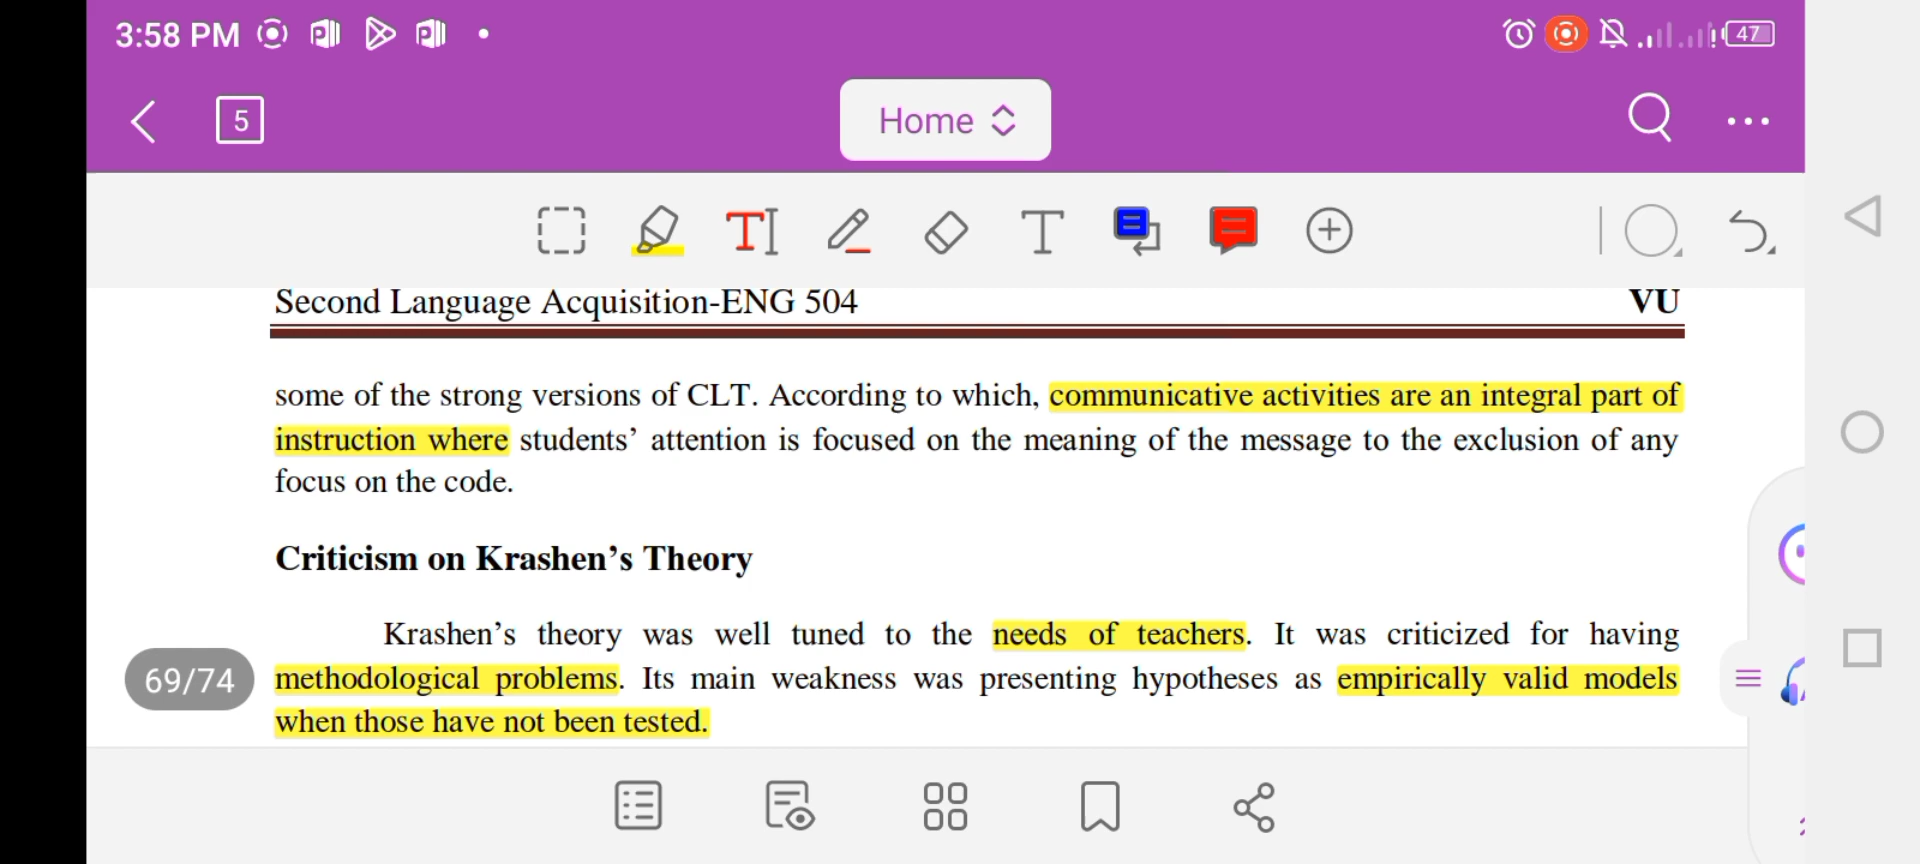 3:58 PM
47
5
Home
Second Language Acquisition-ENG 504 VU
some of the strong versions of CLT. According to which, communicative activities are an integral part of
instruction where students’ attention is focused on the meaning of the message to the exclusion of any
focus on the code.
Criticism on Krashen’s Theory
Krashen’s theory was well tuned to the needs of teachers. It was criticized for having
methodological problems. Its main weakness was presenting hypotheses as empirically valid models
when those have not been tested.
69/74